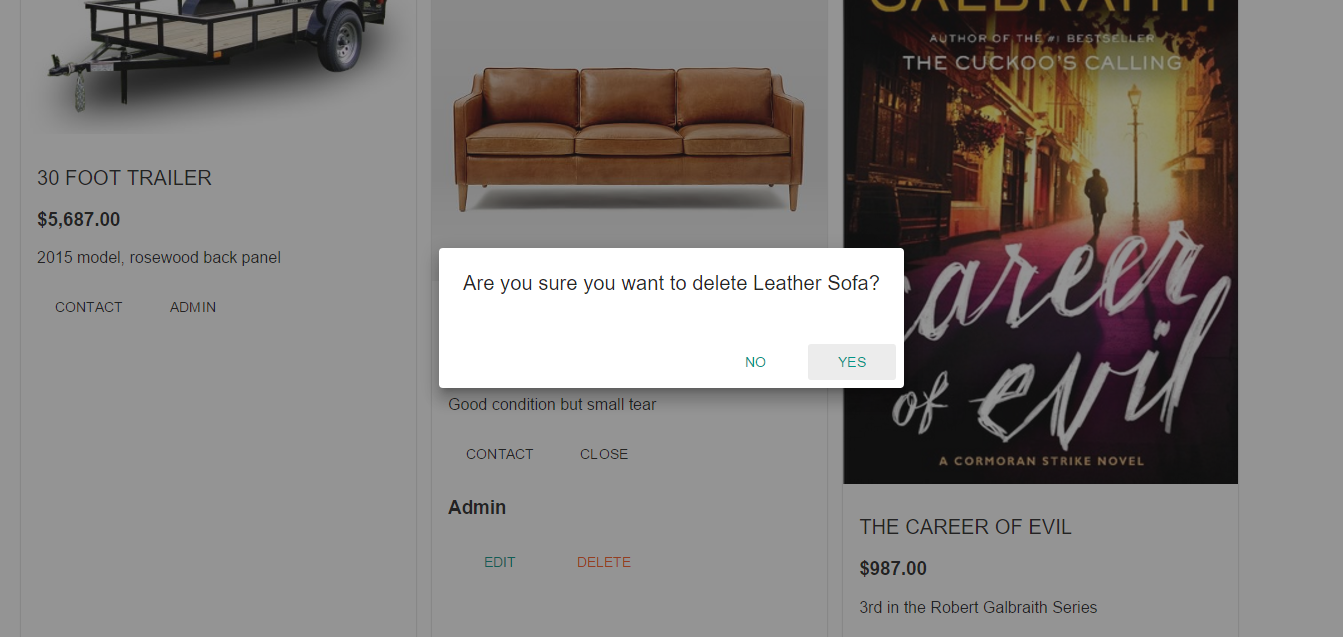 30 FOOT TRAILER
$5,687.00
2015 model, rosewood back panel
CONTACT ADMIN
Are you sure you want to delete Leather Sofa?
NO YES
Good condition but small tear
CONTACT CLOSE
Admin
EDIT DELETE
GALBRAITH
AUTHOR OF THE #1 BESTSELLER
THE CUCKOO'S CALLING
career
of evil
A CORMORAN STRIKE NOVEL
THE CAREER OF EVIL
$987.00
3rd in the Robert Galbraith Series